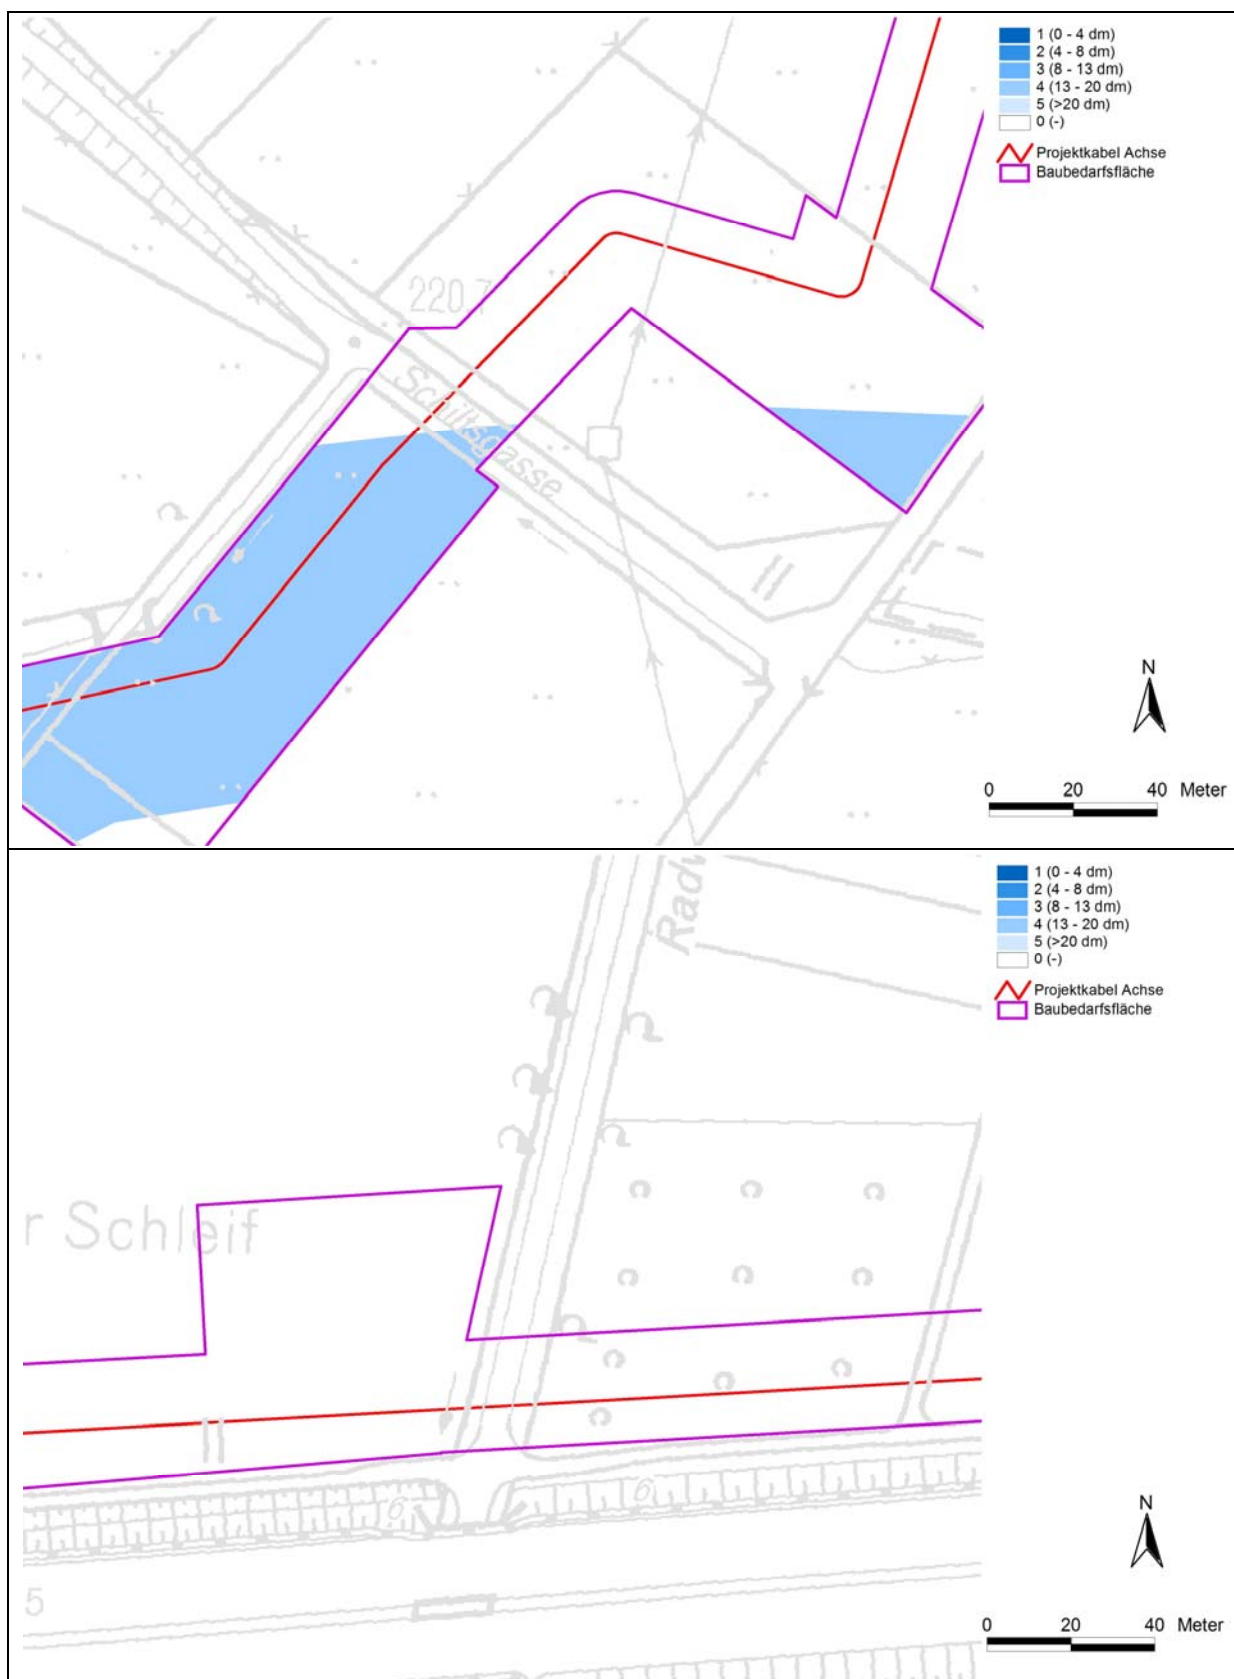 1 (0 - 4 dm)
2 (4 - 8 dm)
3 (8 - 13 dm)
4 (13 - 20 dm)
5 (>20 dm)
0 (-)
Projektkabel Achse
Baubedarfsfläche
220.7
Schiltsgasse
N
0 20 40 Meter
1 (0 - 4 dm)
2 (4 - 8 dm)
3 (8 - 13 dm)
4 (13 - 20 dm)
5 (>20 dm)
0 (-)
Projektkabel Achse
Baubedarfsfläche
Radw
r Schleif
6
6
5
N
0 20 40 Meter